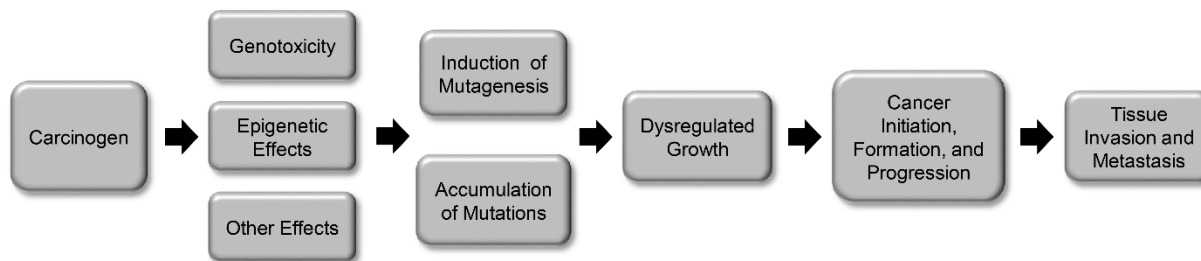 Carcinogen
Genotoxicity
Epigenetic
Effects
Other Effects
Induction of
Mutagenesis
Accumulation
of Mutations
Dysregulated
Growth
Cancer
Initiation,
Formation, and
Progression
Tissue
Invasion and
Metastasis